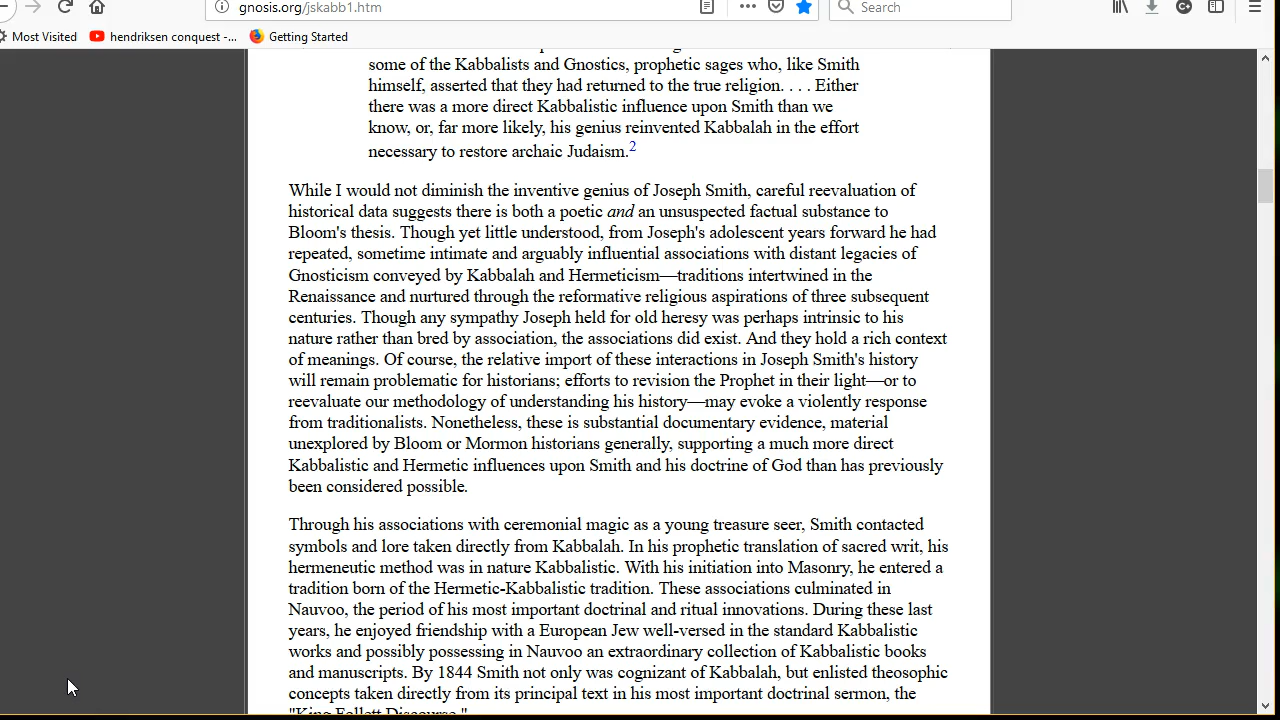 gnosis.org/jskabb1.htm
Search
Most Visited
hendriksen conquest -...
Getting Started
some of the Kabbalists and Gnostics, prophetic sages who, like Smith
himself, asserted that they had returned to the true religion. . . . Either
there was a more direct Kabbalistic influence upon Smith than we
know, or, far more likely, his genius reinvented Kabbalah in the effort
necessary to restore archaic Judaism.2
While I would not diminish the inventive genius of Joseph Smith, careful reevaluation of
historical data suggests there is both a poetic and an unsuspected factual substance to
Bloom's thesis. Though yet little understood, from Joseph's adolescent years forward he had
repeated, sometime intimate and arguably influential associations with distant legacies of
Gnosticism conveyed by Kabbalah and Hermeticism—traditions intertwined in the
Renaissance and nurtured through the reformative religious aspirations of three subsequent
centuries. Though any sympathy Joseph held for old heresy was perhaps intrinsic to his
nature rather than bred by association, the associations did exist. And they hold a rich context
of meanings. Of course, the relative import of these interactions in Joseph Smith's history
will remain problematic for historians; efforts to revision the Prophet in their light—or to
reevaluate our methodology of understanding his history—may evoke a violently response
from traditionalists. Nonetheless, these is substantial documentary evidence, material
unexplored by Bloom or Mormon historians generally, supporting a much more direct
Kabbalistic and Hermetic influences upon Smith and his doctrine of God than has previously
been considered possible.
Through his associations with ceremonial magic as a young treasure seer, Smith contacted
symbols and lore taken directly from Kabbalah. In his prophetic translation of sacred writ, his
hermeneutic method was in nature Kabbalistic. With his initiation into Masonry, he entered a
tradition born of the Hermetic-Kabbalistic tradition. These associations culminated in
Nauvoo, the period of his most important doctrinal and ritual innovations. During these last
years, he enjoyed friendship with a European Jew well-versed in the standard Kabbalistic
works and possibly possessing in Nauvoo an extraordinary collection of Kabbalistic books
and manuscripts. By 1844 Smith not only was cognizant of Kabbalah, but enlisted theosophic
concepts taken directly from its principal text in his most important doctrinal sermon, the
"King Follett Discourse."